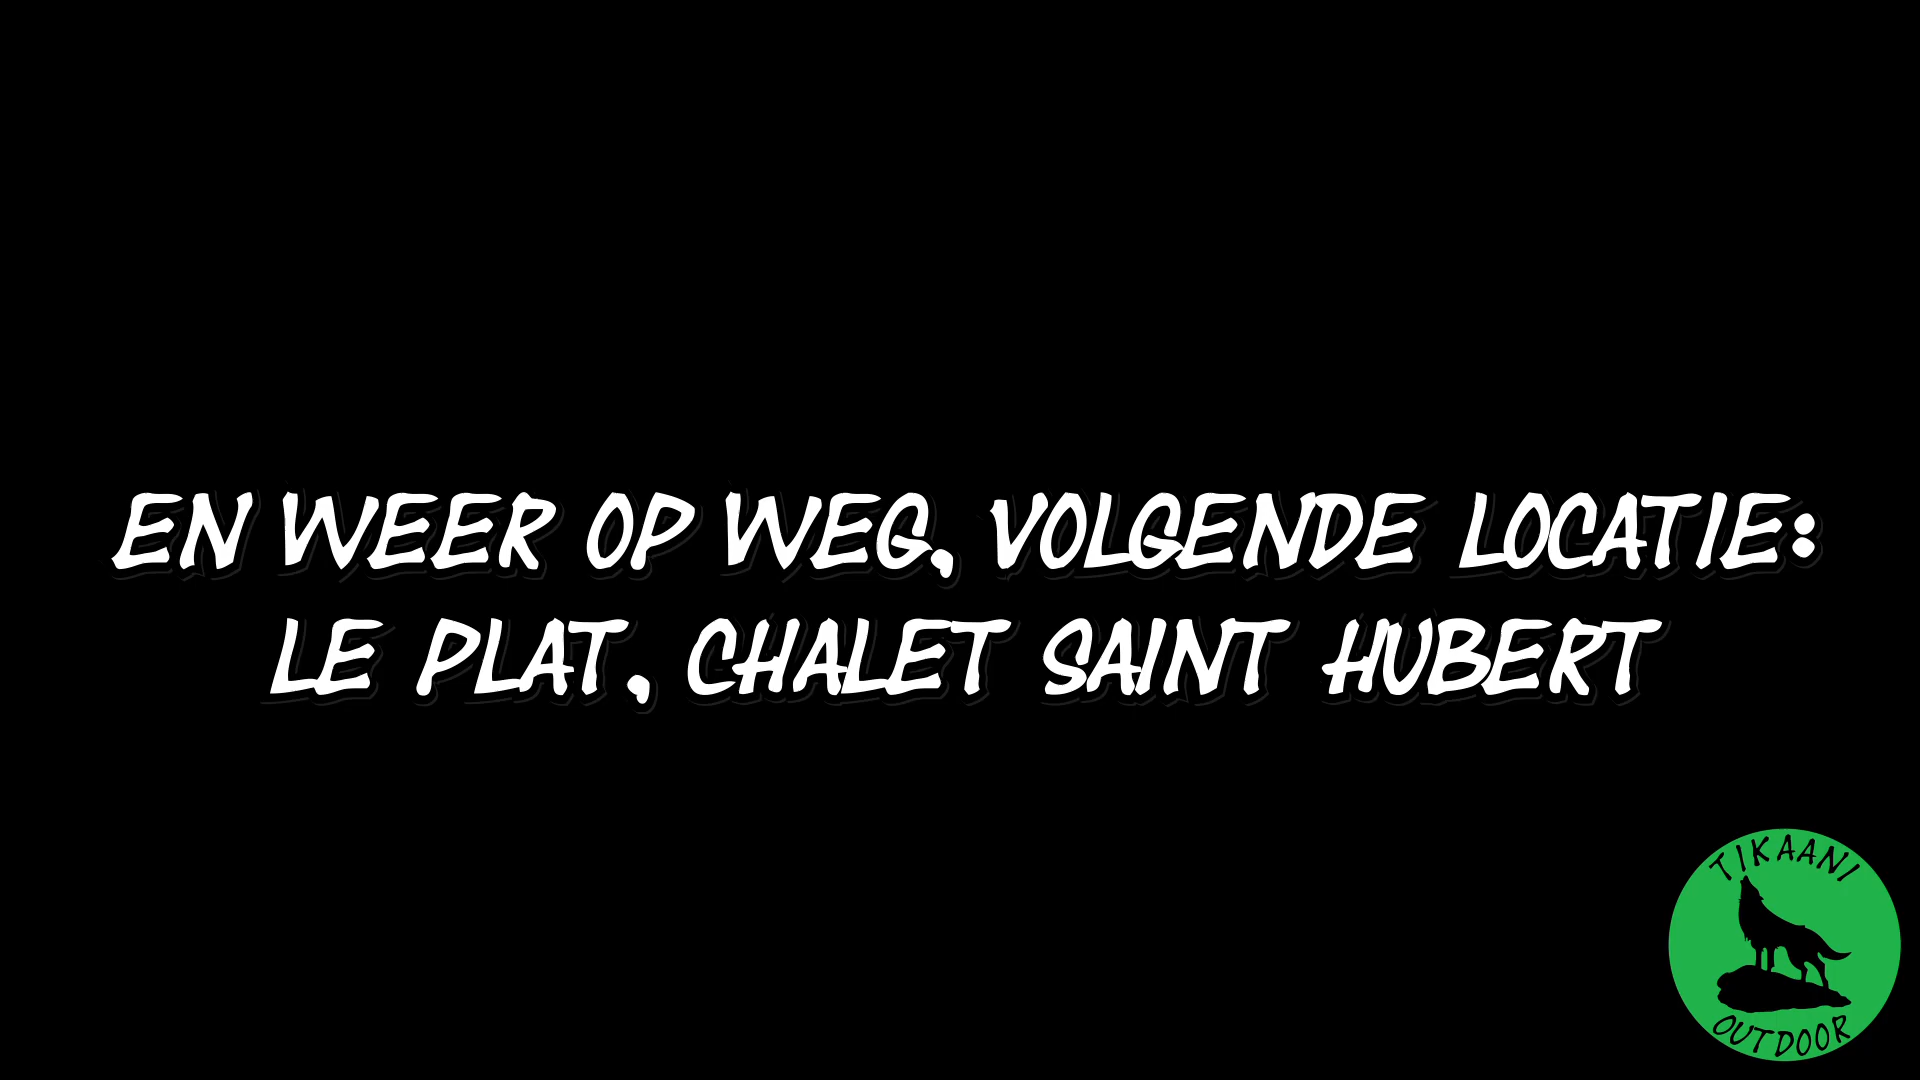 EN WEER OP WEG, VOLGENDE LOCATIE:
LE PLAT, CHALET SAINT HUBERT
TIKAANI
OUTDOOR